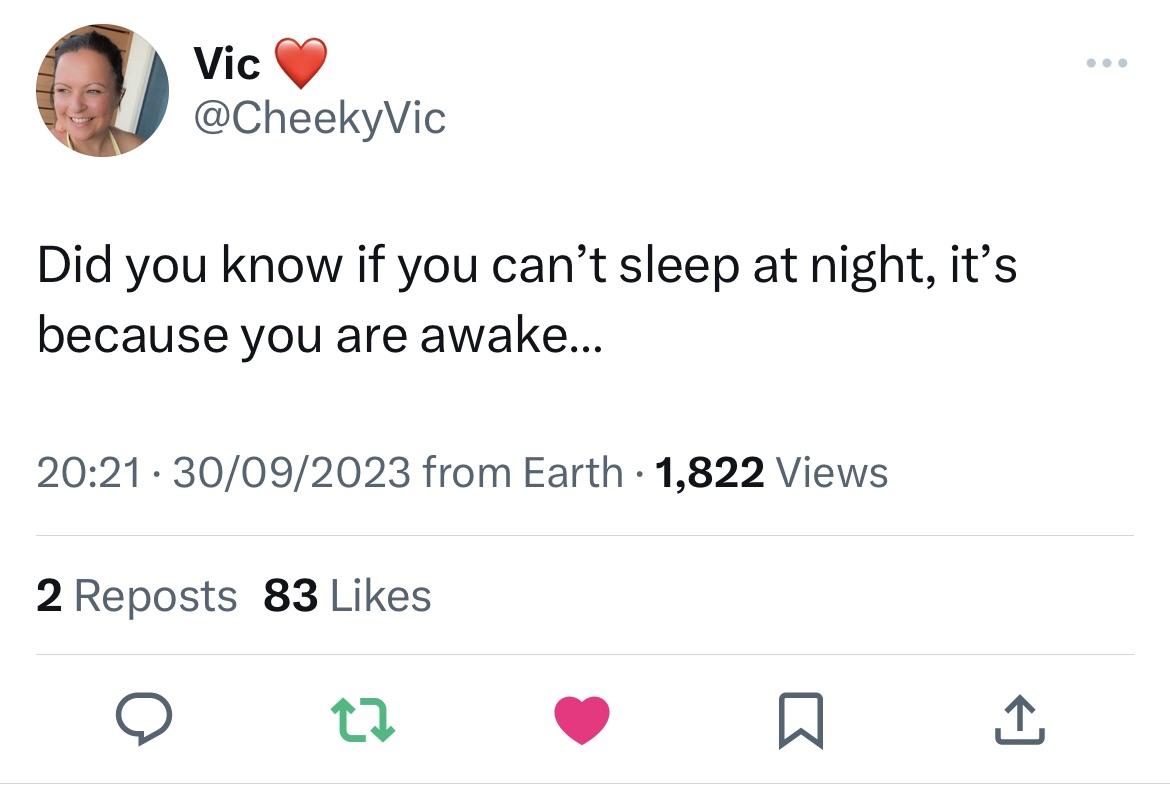 Vic ❤️
@CheekyVic
Did you know if you can’t sleep at night, it’s
because you are awake...
20:21 · 30/09/2023 from Earth · 1,822 Views
2 Reposts 83 Likes